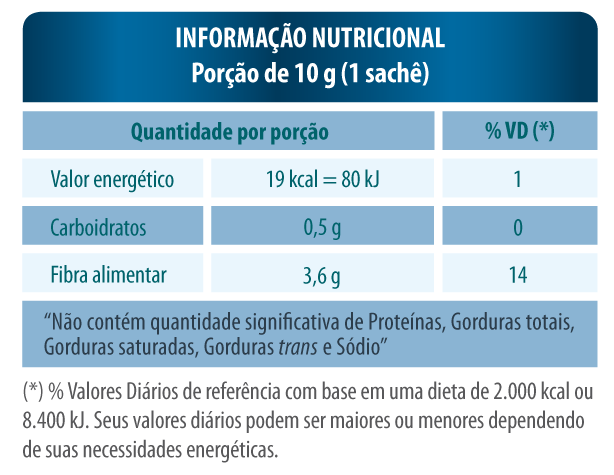 INFORMAÇÃO NUTRICIONAL
Porção de 10 g (1 sachê)
Quantidade por porção % VD (*)
Valor energético 19 kcal = 80 kJ 1
Carboidratos 0,5 g 0
Fibra alimentar 3,6 g 14
“Não contém quantidade significativa de Proteínas, Gorduras totais,
Gorduras saturadas, Gorduras trans e Sódio”
(*) % Valores Diários de referência com base em uma dieta de 2.000 kcal ou
8.400 kJ. Seus valores diários podem ser maiores ou menores dependendo
de suas necessidades energéticas.